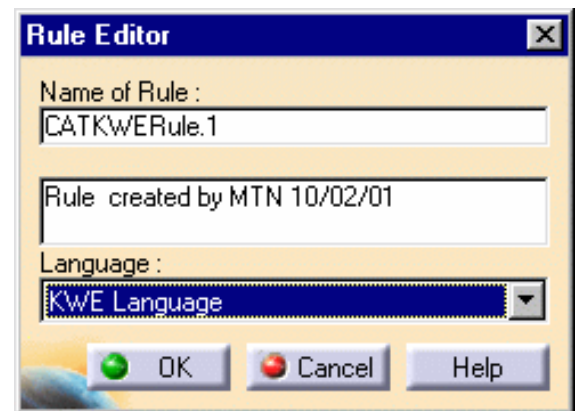 Rule Editor
Name of Rule :
CATKWERule.1
Rule created by MTN 10/02/01
Language :
KWE Language
OK Cancel Help